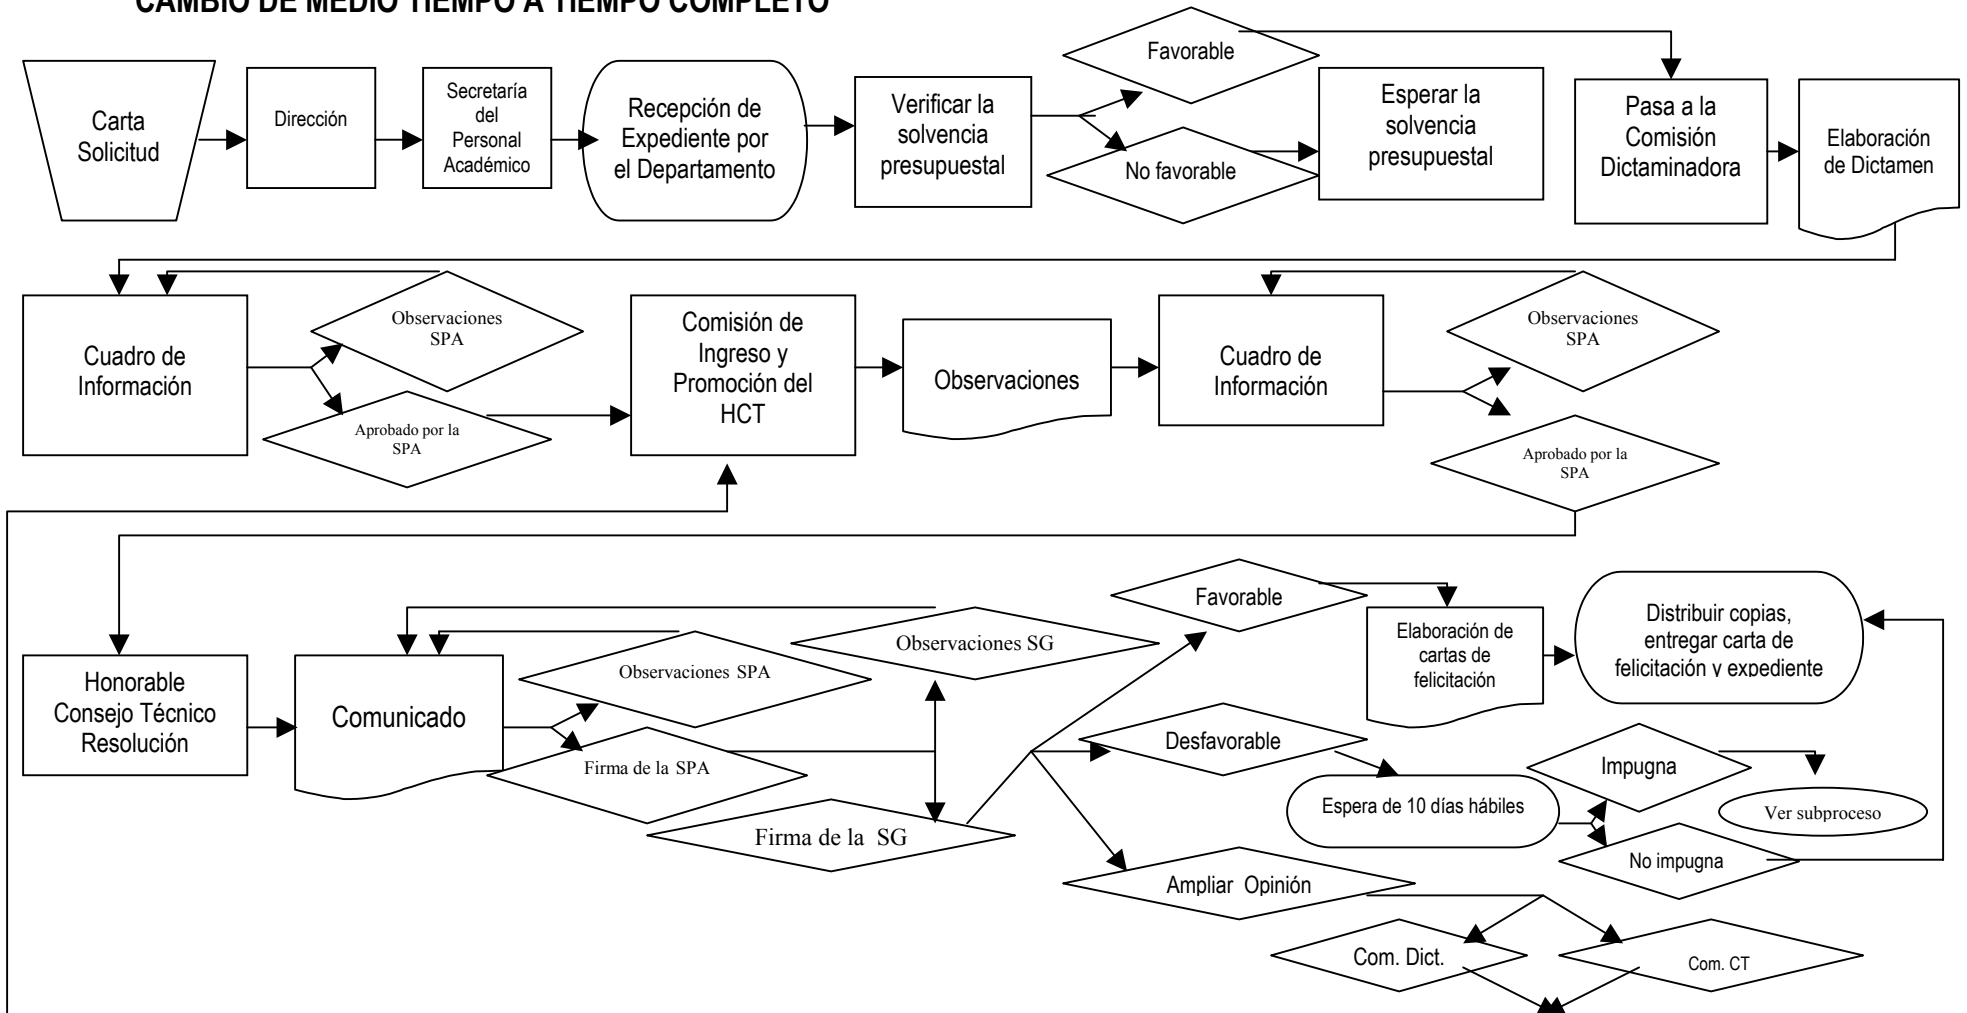 CAMBIO DE MEDIO TIEMPO A TIEMPO COMPLETO
Carta
Solicitud
Dirección
Secretaría
del
Personal
Académico
Recepción de
Expediente por
el Departamento
Verificar la
solvencia
presupuestal
Favorable
No favorable
Esperar la
solvencia
presupuestal
Pasa a la
Comisión
Dictaminadora
Elaboración
de Dictamen
Cuadro de
Información
Observaciones
SPA
Aprobado por la
SPA
Comisión de
Ingreso y
Promoción del
HCT
Observaciones
Cuadro de
Información
Observaciones
SPA
Aprobado por la
SPA
Honorable
Consejo Técnico
Resolución
Comunicado
Observaciones SPA
Firma de la SPA
Observaciones SG
Firma de la SG
Favorable
Elaboración de
cartas de
felicitación
Distribuir copias,
entregar carta de
felicitación y expediente
Desfavorable
Espera de 10 días hábiles
Impugna
Ver subproceso
No impugna
Ampliar Opinión
Com. Dict.
Com. CT